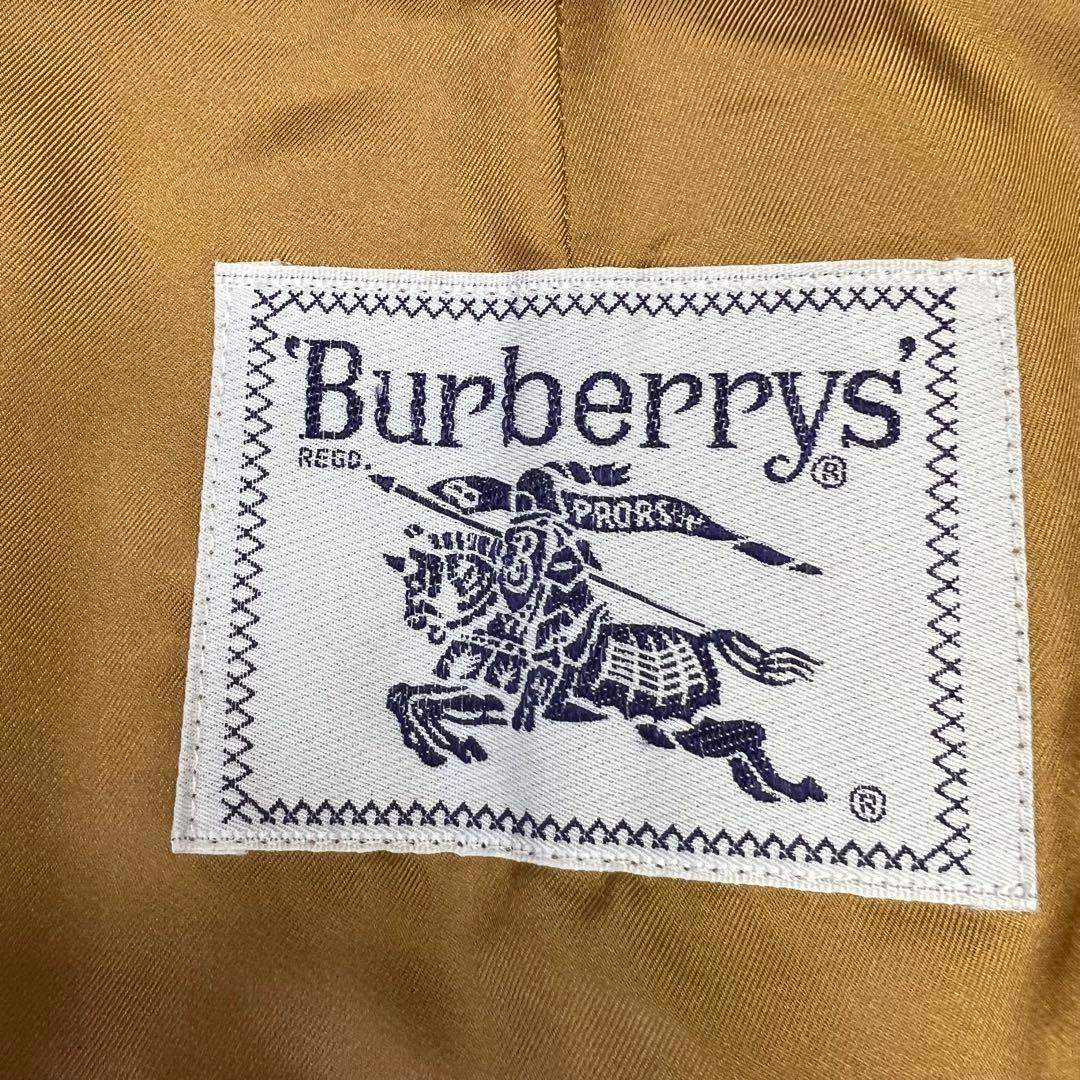 'Burberrys'
REGD. ®
B PRORSUM
®